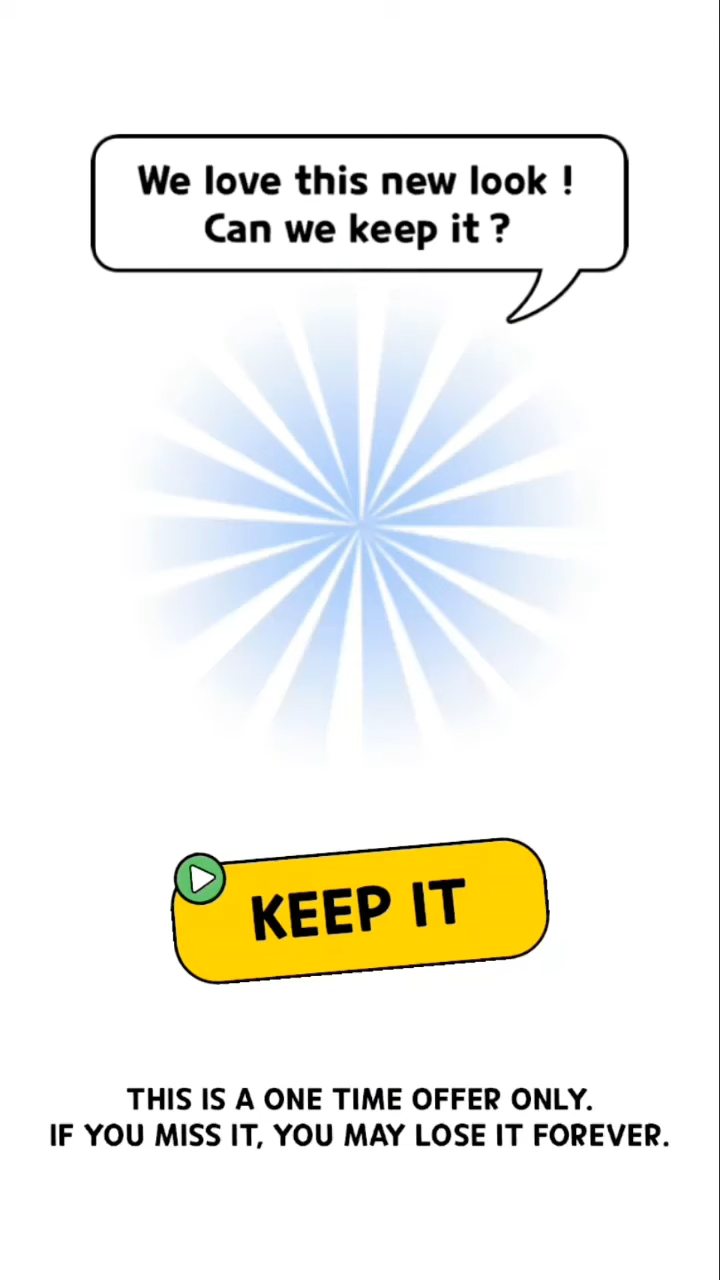 We love this new look !
Can we keep it ?
KEEP IT
THIS IS A ONE TIME OFFER ONLY.
IF YOU MISS IT, YOU MAY LOSE IT FOREVER.